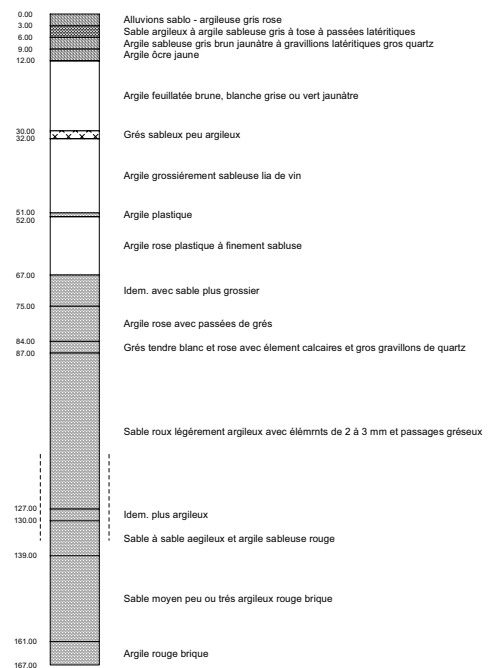 0.00
Alluvions sablo - argileuse gris rose
3.00
Sable argileux à argile sableuse gris à tose à passées latéritiques
6.00
Argile sableuse gris brun jaunàtre à gravillions latéritiques gros quartz
9.00
Argile ôcre jaune
12.00
Argile feuillatée brune, blanche grise ou vert jaunàtre
30.00
Grés sableux peu argileux
32.00
Argile grossiérement sableuse lia de vin
51.00
Argile plastique
52.00
Argile rose plastique à finement sabluse
67.00
Idem. avec sable plus grossier
75.00
Argile rose avec passées de grés
84.00
Grés tendre blanc et rose avec élement calcaires et gros gravillons de quartz
87.00
Sable roux légérement argileux avec élémrnts de 2 à 3 mm et passages gréseux
127.00
Idem. plus argileux
130.00
Sable à sable aegileux et argile sableuse rouge
139.00
Sable moyen peu ou trés argileux rouge brique
161.00
Argile rouge brique
167.00